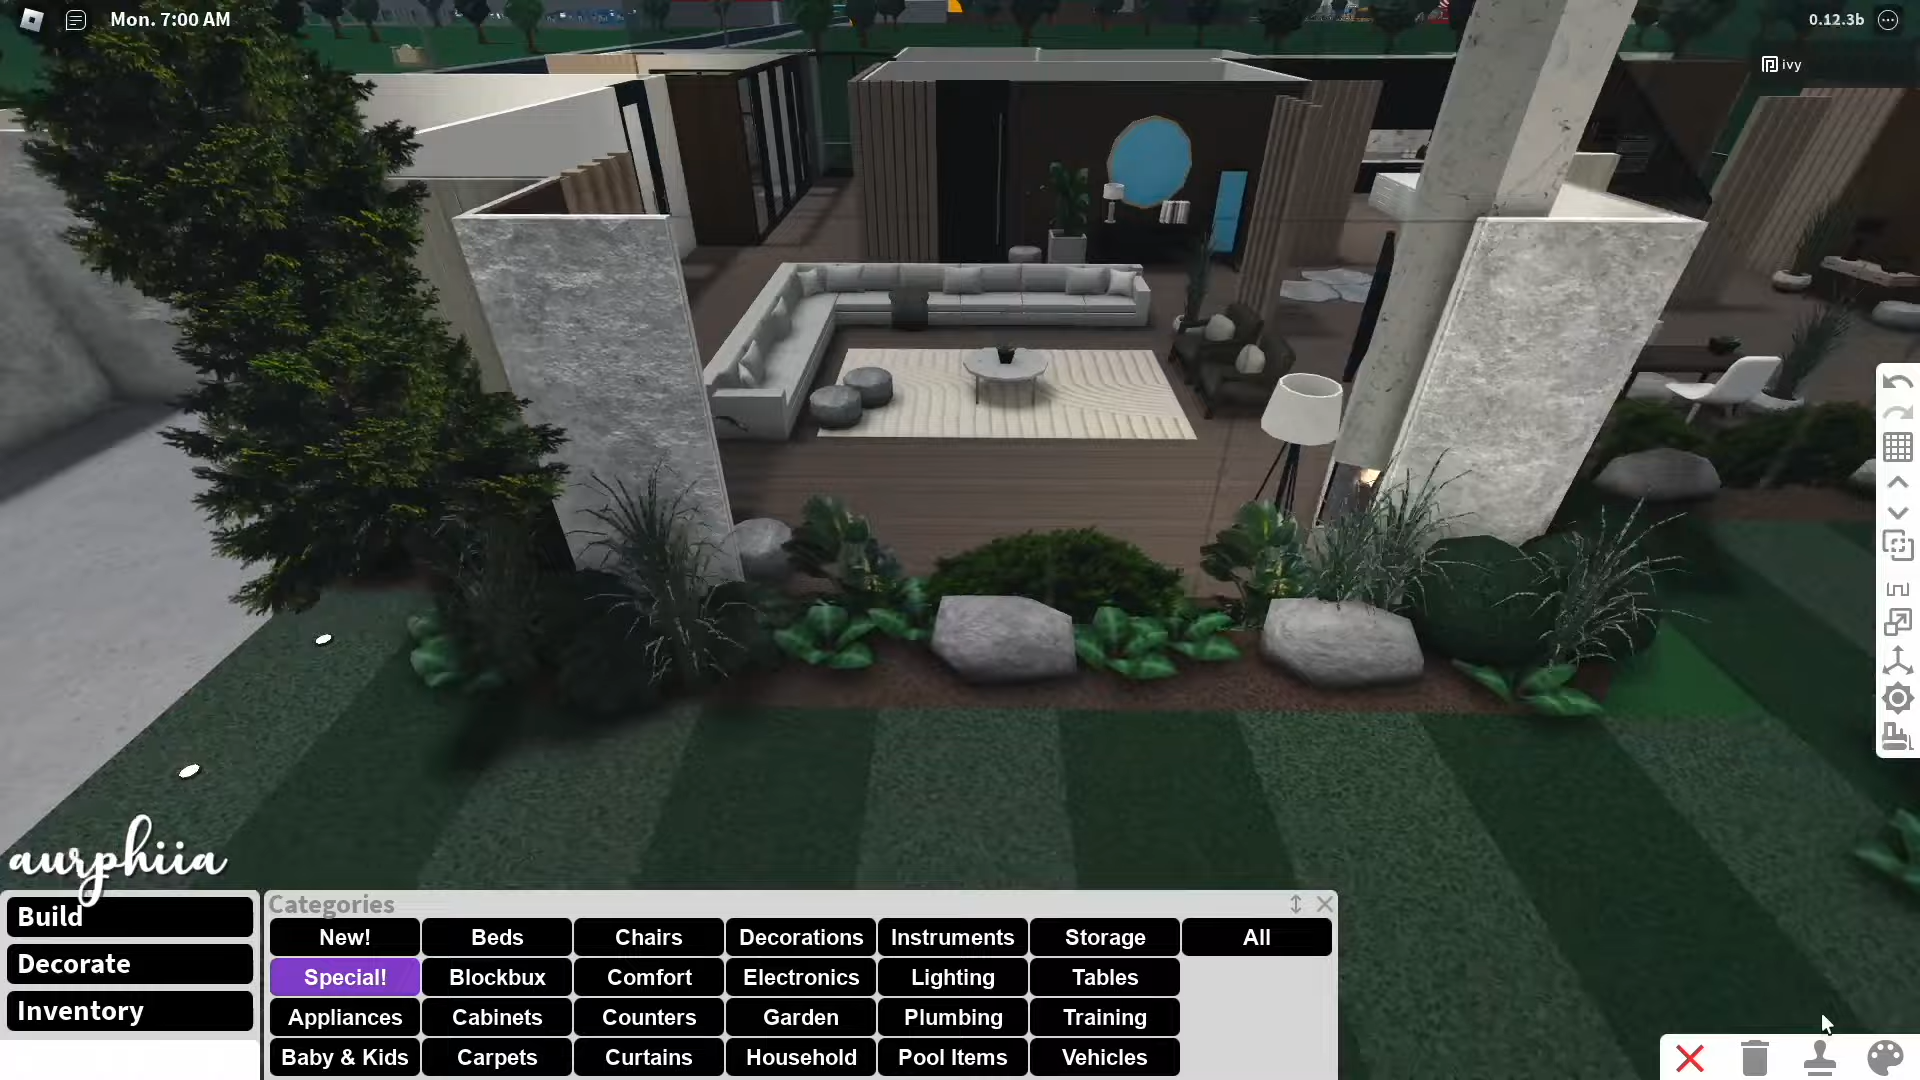 Mon. 7:00 AM
0.12.3b
ivy
aurphiia
Build
Decorate
Inventory
Categories
New! Beds Chairs Decorations Instruments Storage All
Special! Blockbux Comfort Electronics Lighting Tables
Appliances Cabinets Counters Garden Plumbing Training
Baby & Kids Carpets Curtains Household Pool Items Vehicles